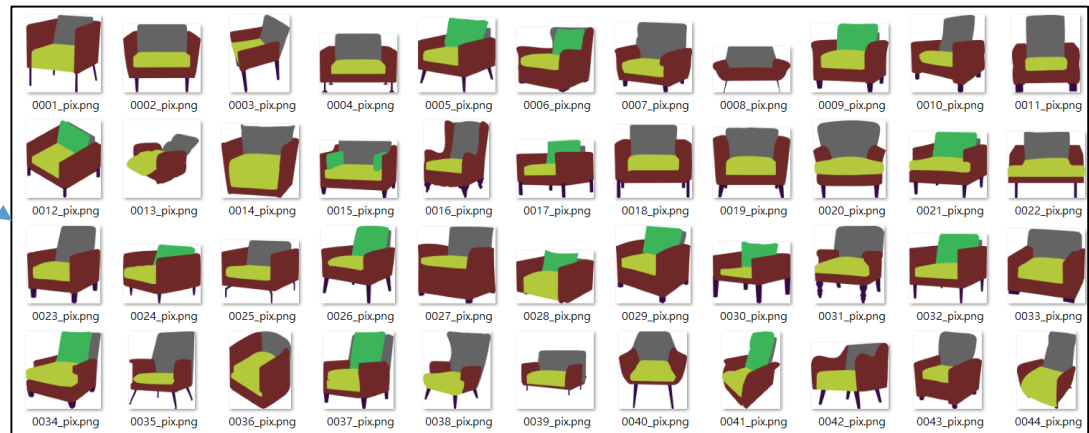 0001_pix.png 0002_pix.png 0003_pix.png 0004_pix.png 0005_pix.png 0006_pix.png 0007_pix.png 0008_pix.png 0009_pix.png 0010_pix.png 0011_pix.png
0012_pix.png 0013_pix.png 0014_pix.png 0015_pix.png 0016_pix.png 0017_pix.png 0018_pix.png 0019_pix.png 0020_pix.png 0021_pix.png 0022_pix.png
0023_pix.png 0024_pix.png 0025_pix.png 0026_pix.png 0027_pix.png 0028_pix.png 0029_pix.png 0030_pix.png 0031_pix.png 0032_pix.png 0033_pix.png
0034_pix.png 0035_pix.png 0036_pix.png 0037_pix.png 0038_pix.png 0039_pix.png 0040_pix.png 0041_pix.png 0042_pix.png 0043_pix.png 0044_pix.png